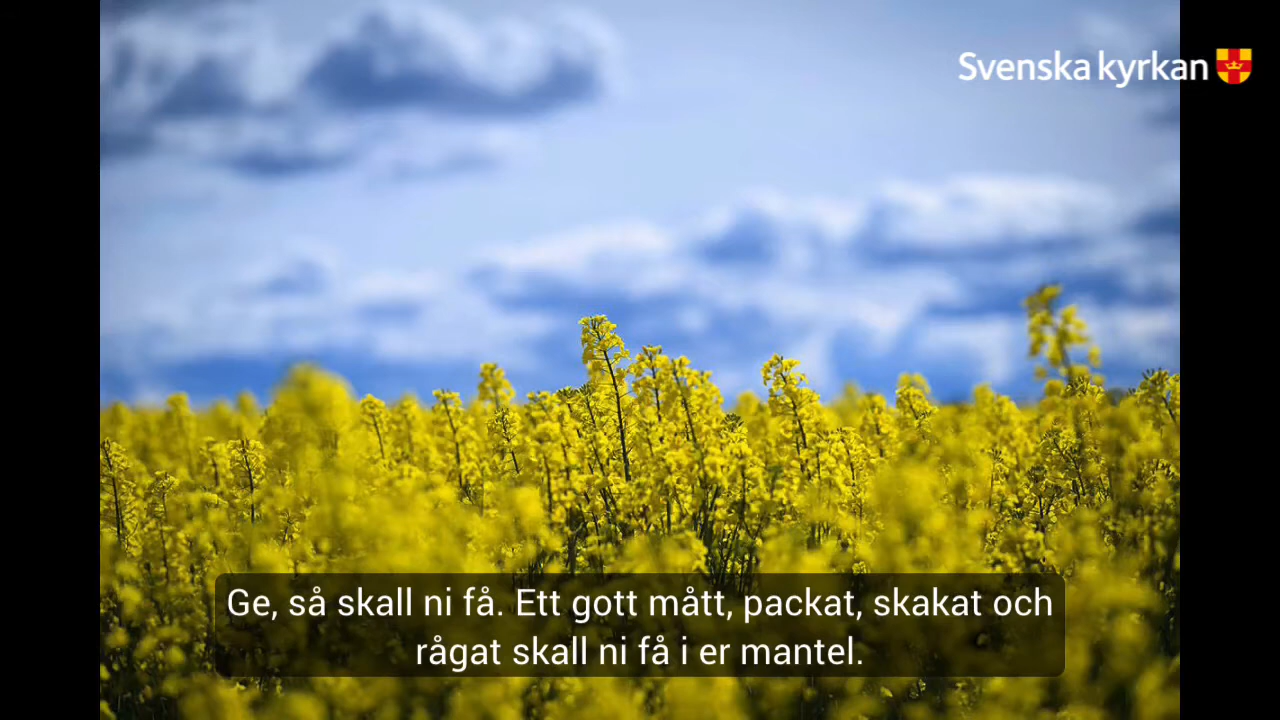 Svenska kyrkan
Ge, så skall ni få. Ett gott mått, packat, skakat och
rågat skall ni få i er mantel.